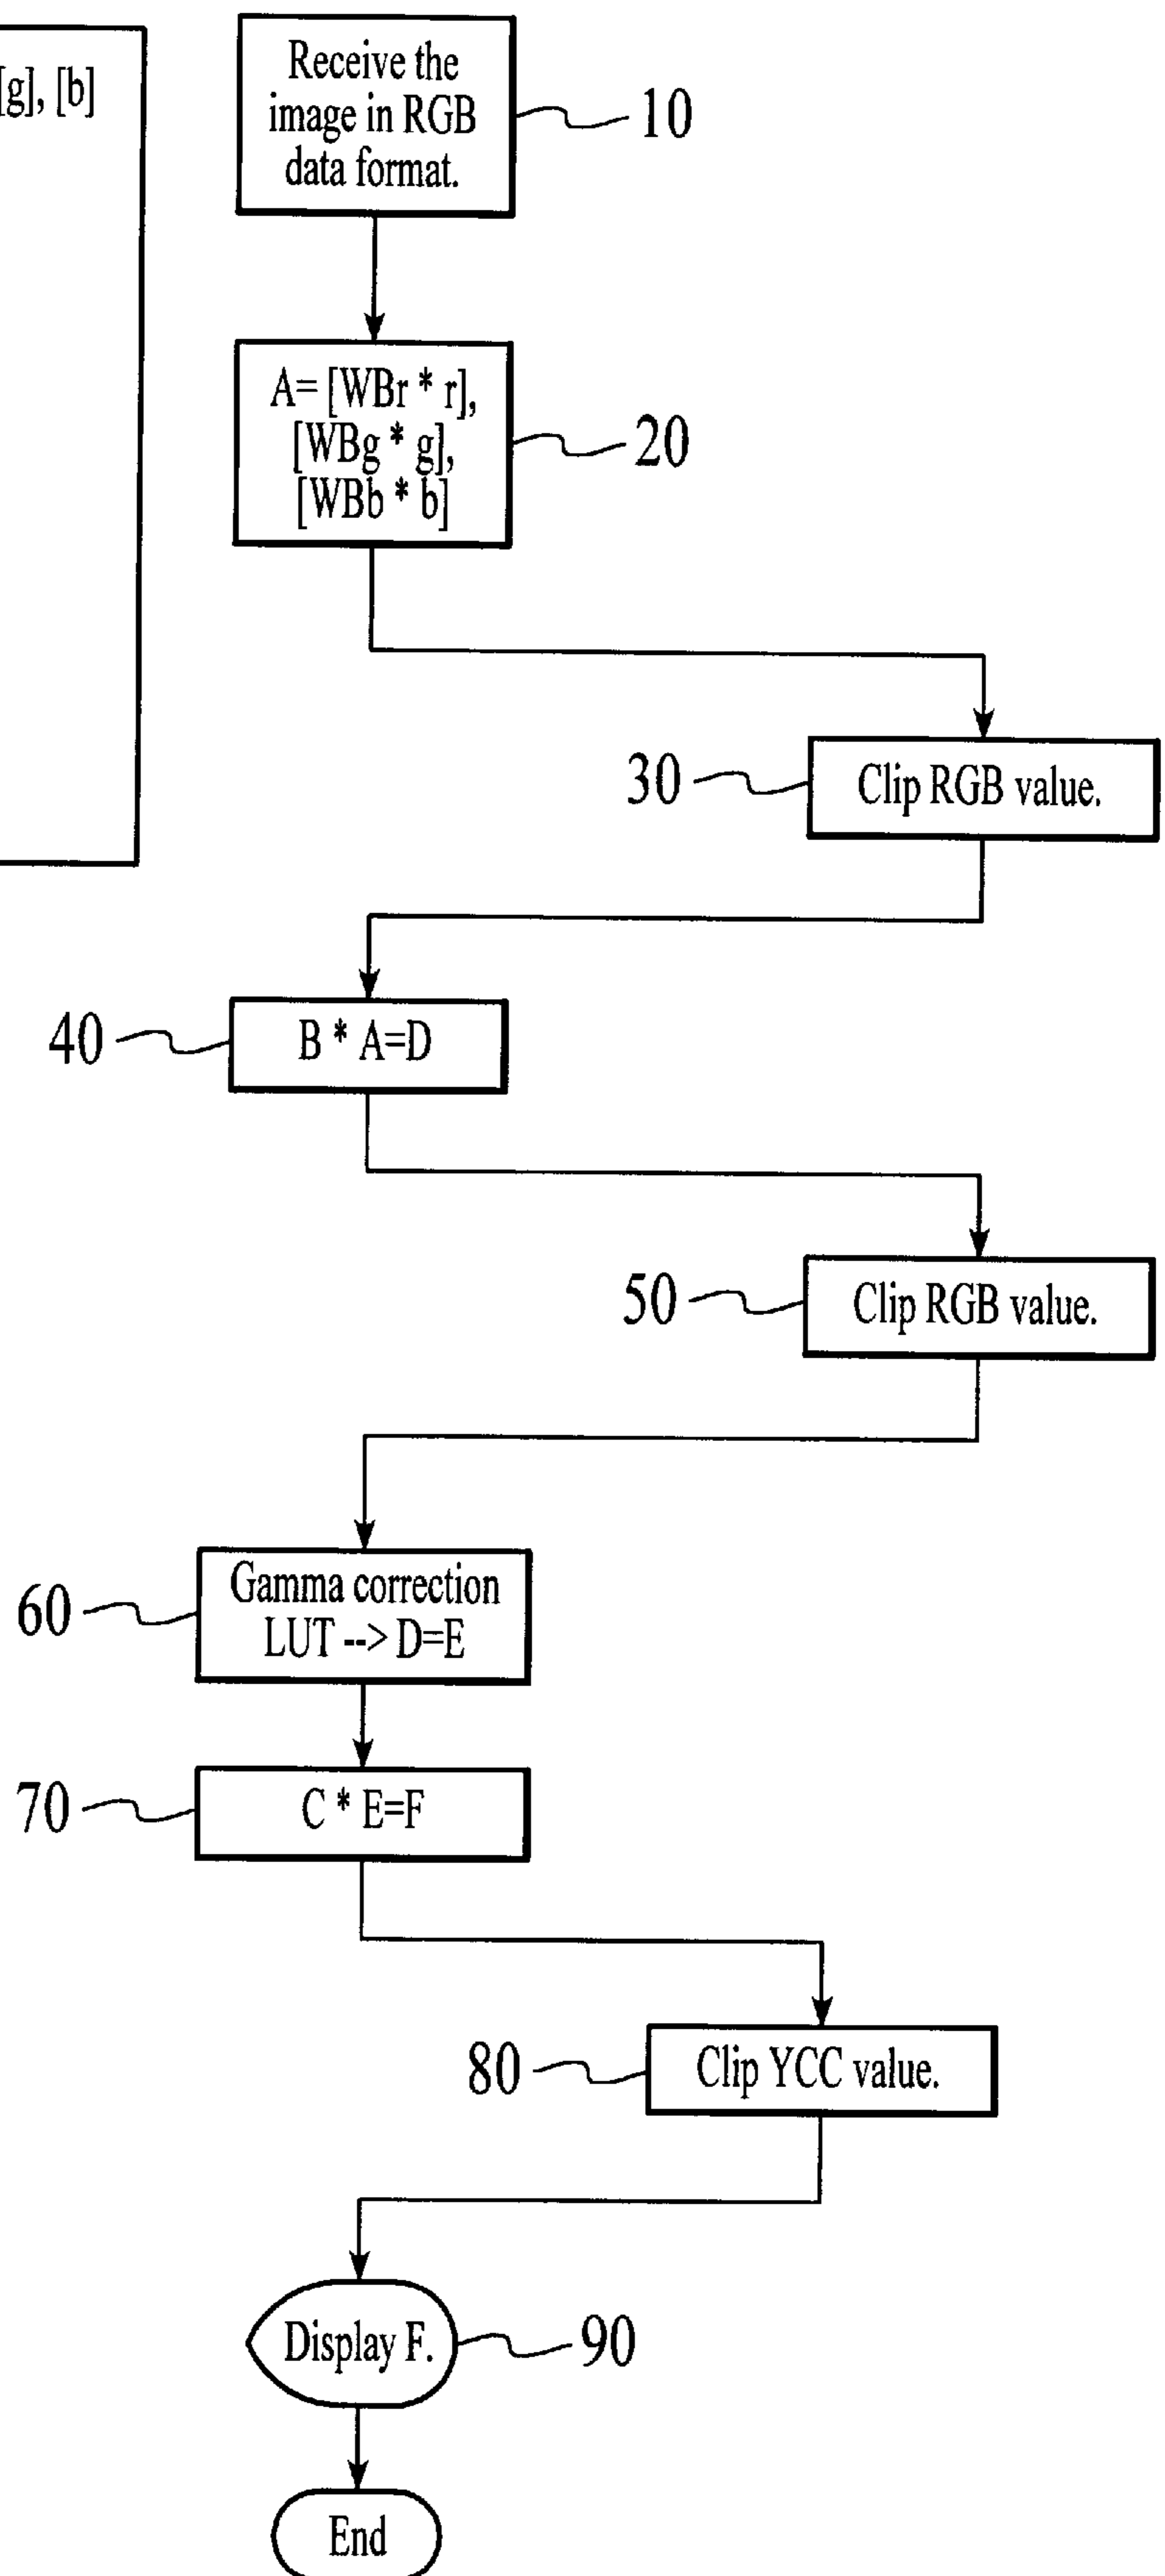 [g], [b]
Receive the
image in RGB
data format.
10
A= [WBr * r],
[WBg * g],
[WBb * b]
20
30
Clip RGB value.
40
B * A=D
50
Clip RGB value.
60
Gamma correction
LUT --> D=E
70
C * E=F
80
Clip YCC value.
Display F.
90
End